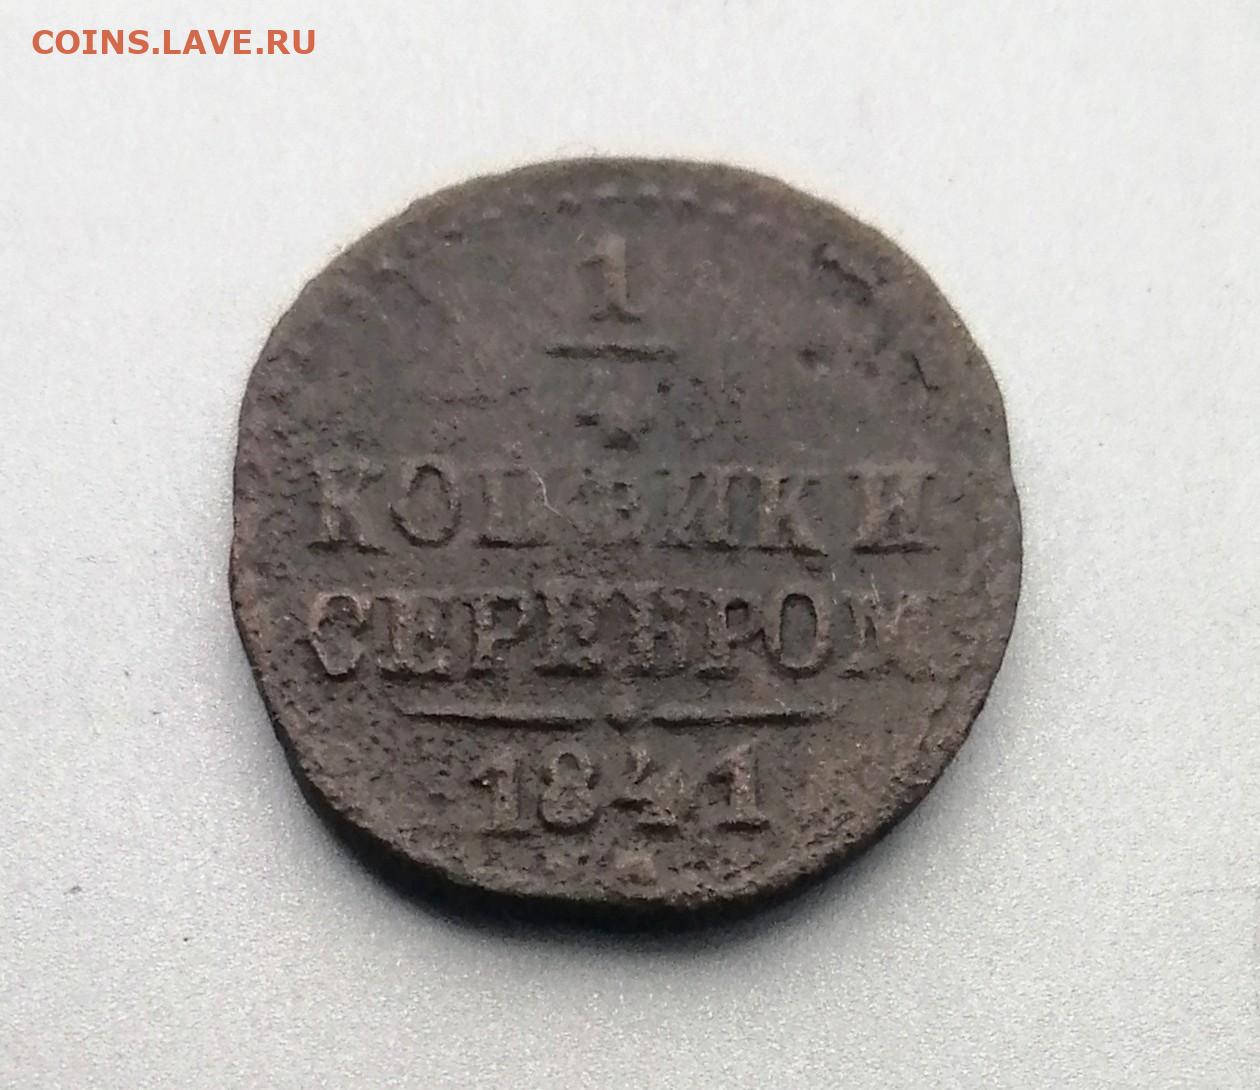 COINS.LAVE.RU
1
КОПѢЙКИ
СЕРЕБРОМ
1841